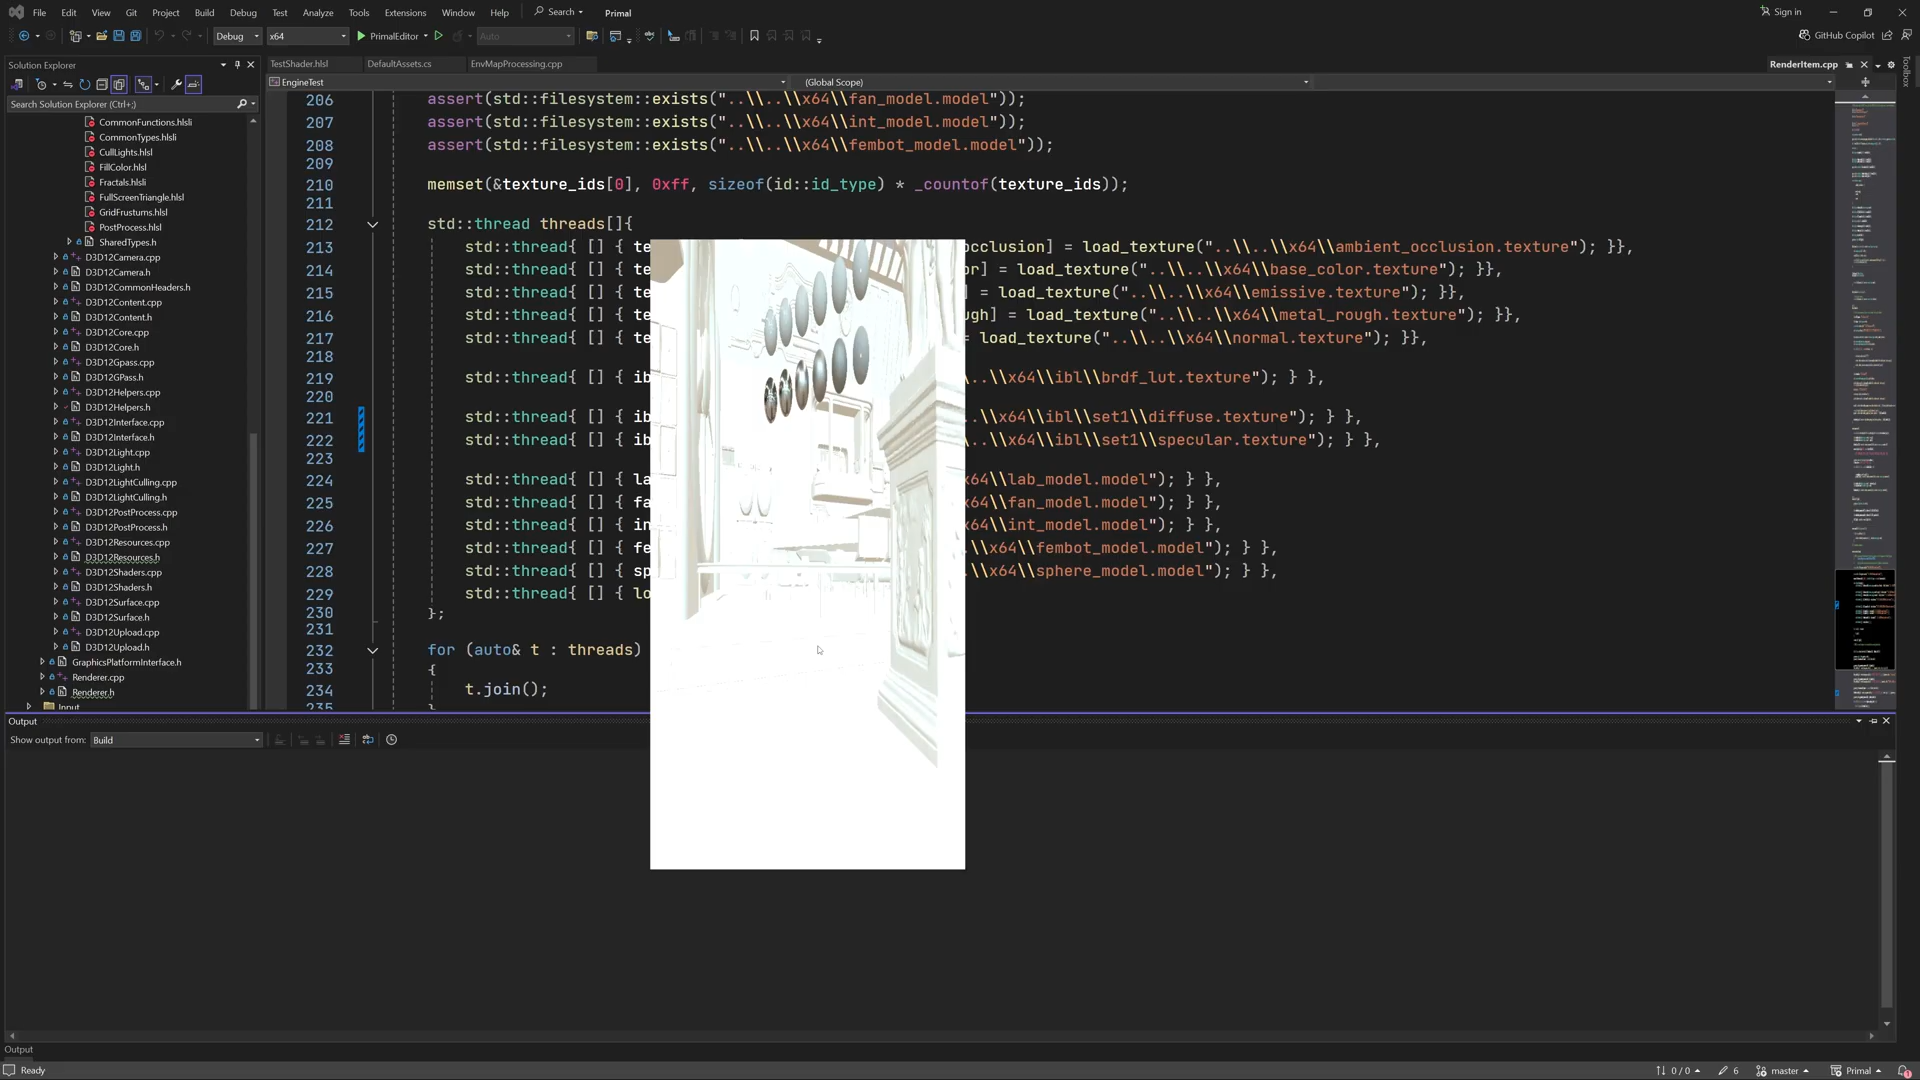 File Edit View Git Project Build Debug Test Analyze Tools Extensions Window Help Search Primal Sign in
Debug x64 PrimalEditor Auto GitHub Copilot
Solution Explorer
TestShader.hlsl DefaultAssets.cs EnvMapProcessing.cpp RenderItem.cpp
Toolbox
EngineTest (Global Scope)
Search Solution Explorer (Ctrl+;)
CommonFunctions.hlsli
CommonTypes.hlsli
CullLights.hlsl
FillColor.hlsl
Fractals.hlsli
FullScreenTriangle.hlsl
GridFrustums.hlsl
PostProcess.hlsl
SharedTypes.h
D3D12Camera.cpp
D3D12Camera.h
D3D12CommonHeaders.h
D3D12Content.cpp
D3D12Content.h
D3D12Core.cpp
D3D12Core.h
D3D12Gpass.cpp
D3D12GPass.h
D3D12Helpers.cpp
D3D12Helpers.h
D3D12Interface.cpp
D3D12Interface.h
D3D12Light.cpp
D3D12Light.h
D3D12LightCulling.cpp
D3D12LightCulling.h
D3D12PostProcess.cpp
D3D12PostProcess.h
D3D12Resources.cpp
D3D12Resources.h
D3D12Shaders.cpp
D3D12Shaders.h
D3D12Surface.cpp
D3D12Surface.h
D3D12Upload.cpp
D3D12Upload.h
GraphicsPlatformInterface.h
Renderer.cpp
Renderer.h
Input
206 assert(std::filesystem::exists("..\\..\\x64\\fan_model.model"));
207 assert(std::filesystem::exists("..\\..\\x64\\int_model.model"));
208 assert(std::filesystem::exists("..\\..\\x64\\fembot_model.model"));
209
210 memset(&texture_ids[0], 0xff, sizeof(id::id_type) * _countof(texture_ids));
211
212 std::thread threads[]{
213 std::thread{ [] { te cclusion] = load_texture("..\\..\\x64\\ambient_occlusion.texture"); }},
214 std::thread{ [] { te or] = load_texture("..\\..\\x64\\base_color.texture"); }},
215 std::thread{ [] { te ] = load_texture("..\\..\\x64\\emissive.texture"); }},
216 std::thread{ [] { te ugh] = load_texture("..\\..\\x64\\metal_rough.texture"); }},
217 std::thread{ [] { te = load_texture("..\\..\\x64\\normal.texture"); }},
218
219 std::thread{ [] { ib ..\\x64\\ibl\\brdf_lut.texture"); } },
220
221 std::thread{ [] { ib .\\x64\\ibl\\set1\\diffuse.texture"); } },
222 std::thread{ [] { ib .\\x64\\ibl\\set1\\specular.texture"); } },
223
224 std::thread{ [] { la x64\\lab_model.model"); } },
225 std::thread{ [] { fa x64\\fan_model.model"); } },
226 std::thread{ [] { in x64\\int_model.model"); } },
227 std::thread{ [] { fe \\x64\\fembot_model.model"); } },
228 std::thread{ [] { sp \\x64\\sphere_model.model"); } },
229 std::thread{ [] { lo
230 };
231
232 for (auto& t : threads)
233 {
234 t.join();
235 }
Output
Show output from: Build
Output
Ready 0 / 0 6 master Primal